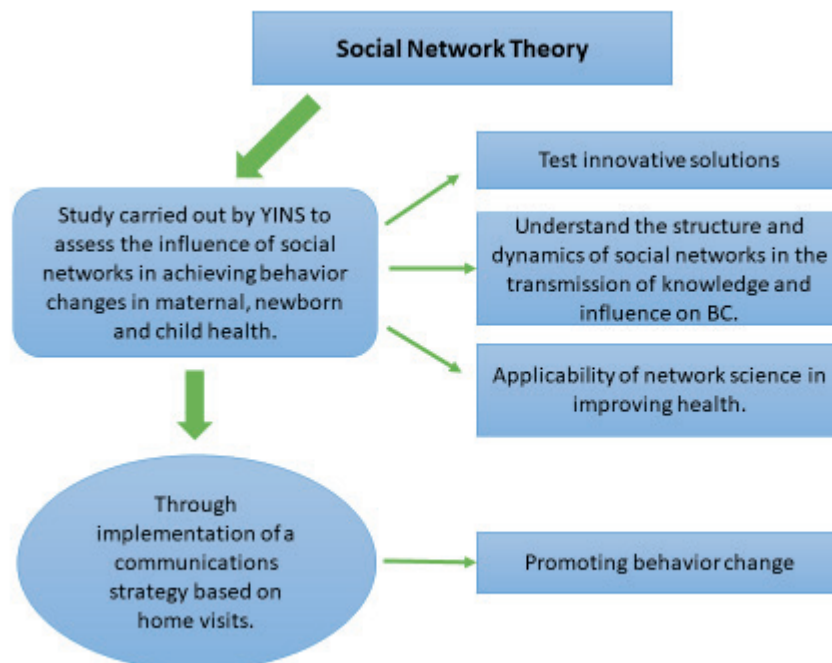 Social Network Theory
Test innovative solutions
Study carried out by YINS to
assess the influence of social
networks in achieving behavior
changes in maternal, newborn
and child health.
Understand the structure and
dynamics of social networks in the
transmission of knowledge and
influence on BC.
Applicability of network science in
improving health.
Through
implementation of a
communications
strategy based on
home visits.
Promoting behavior change